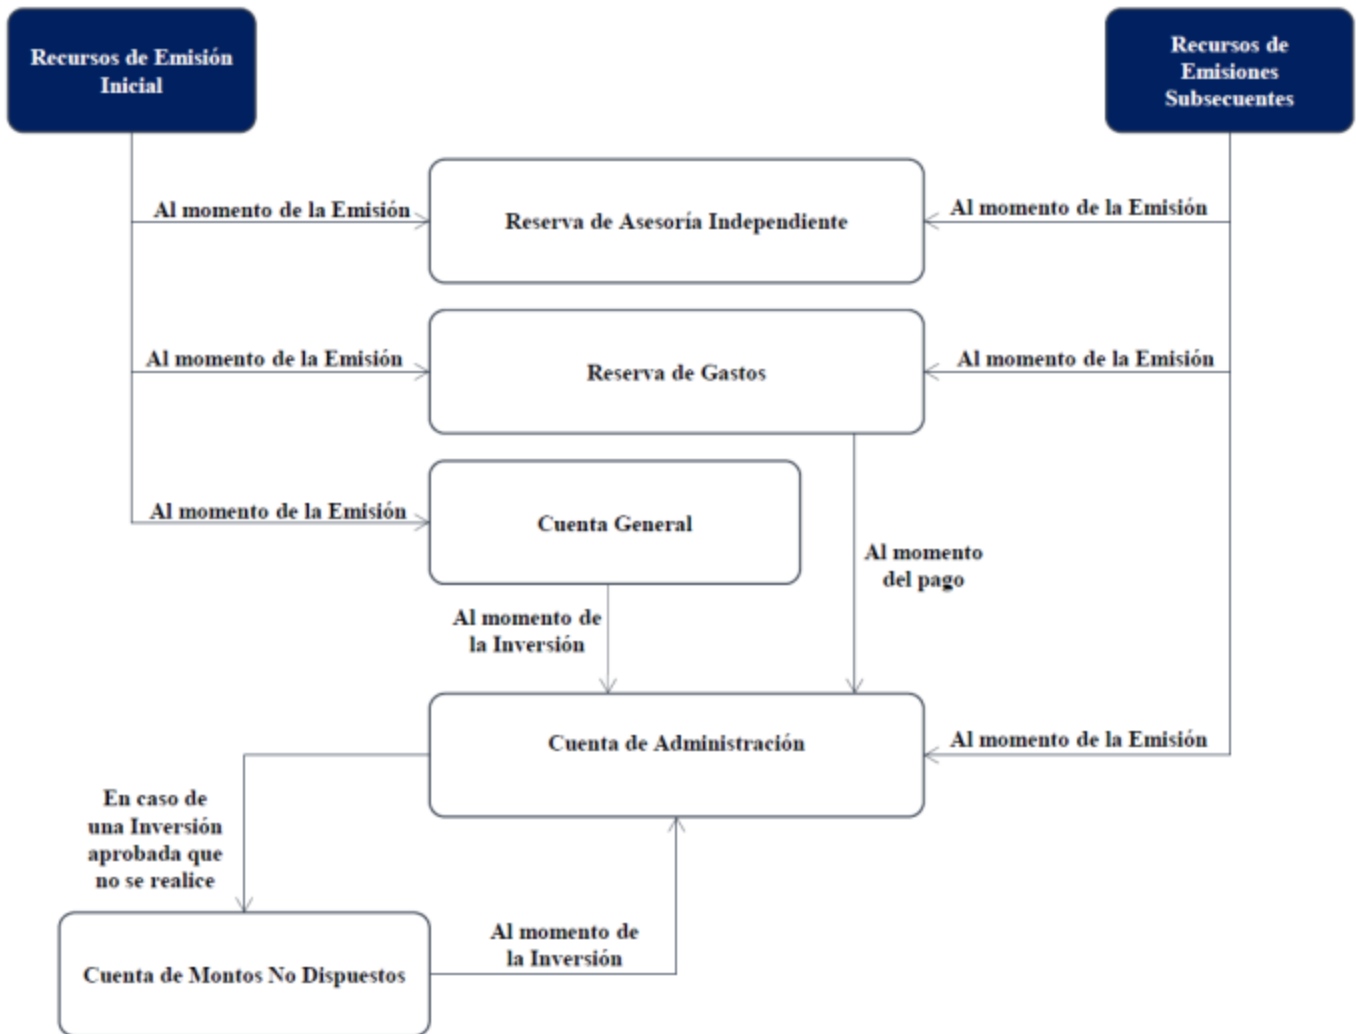 Recursos de Emisión
Inicial
Recursos de
Emisiones
Subsecuentes
Al momento de la Emisión
Reserva de Asesoría Independiente
Al momento de la Emisión
Al momento de la Emisión
Reserva de Gastos
Al momento de la Emisión
Al momento de la Emisión
Cuenta General
Al momento
del pago
Al momento de
la Inversión
Cuenta de Administración
Al momento de la Emisión
En caso de
una Inversión
aprobada que
no se realice
Al momento de
la Inversión
Cuenta de Montos No Dispuestos